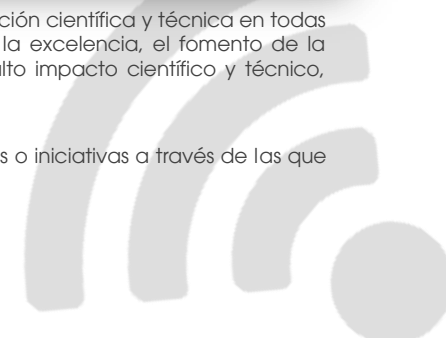 ción científica y técnica en todas
la excelencia, el fomento de la
alto impacto científico y técnico,
s o iniciativas a través de las que